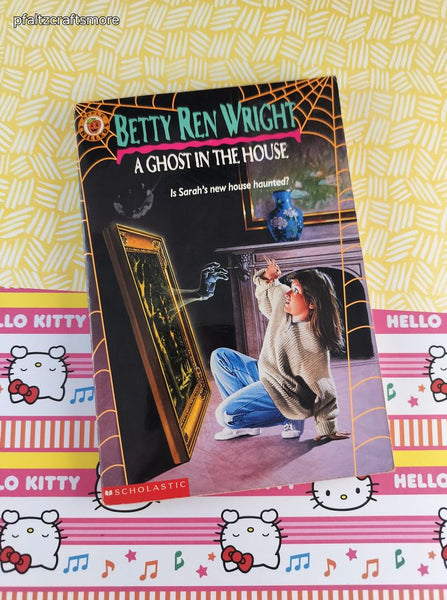 pfaltzcraftsmore
BETTY REN WRIGHT
A GHOST IN THE HOUSE
Is Sarah's new house haunted?
HELLO KITTY
HELLO
HELLO KITTY
HELLO
SCHOLASTIC